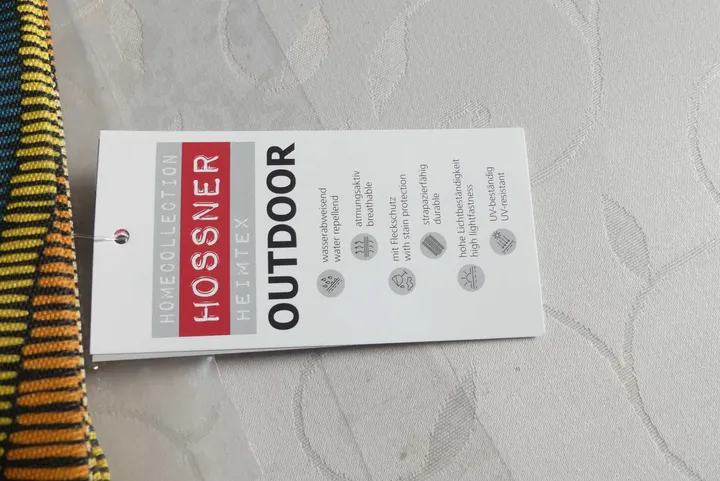 HOMECOLLECTION
HOSSNER
HEIMTEX
OUTDOOR
wasserabweisend
water repellend
atmungsaktiv
breathable
mit Fleckschutz
with stain protection
strapazierfähig
durable
hohe Lichtbeständigkeit
high lightfastness
UV-beständig
UV-resistant